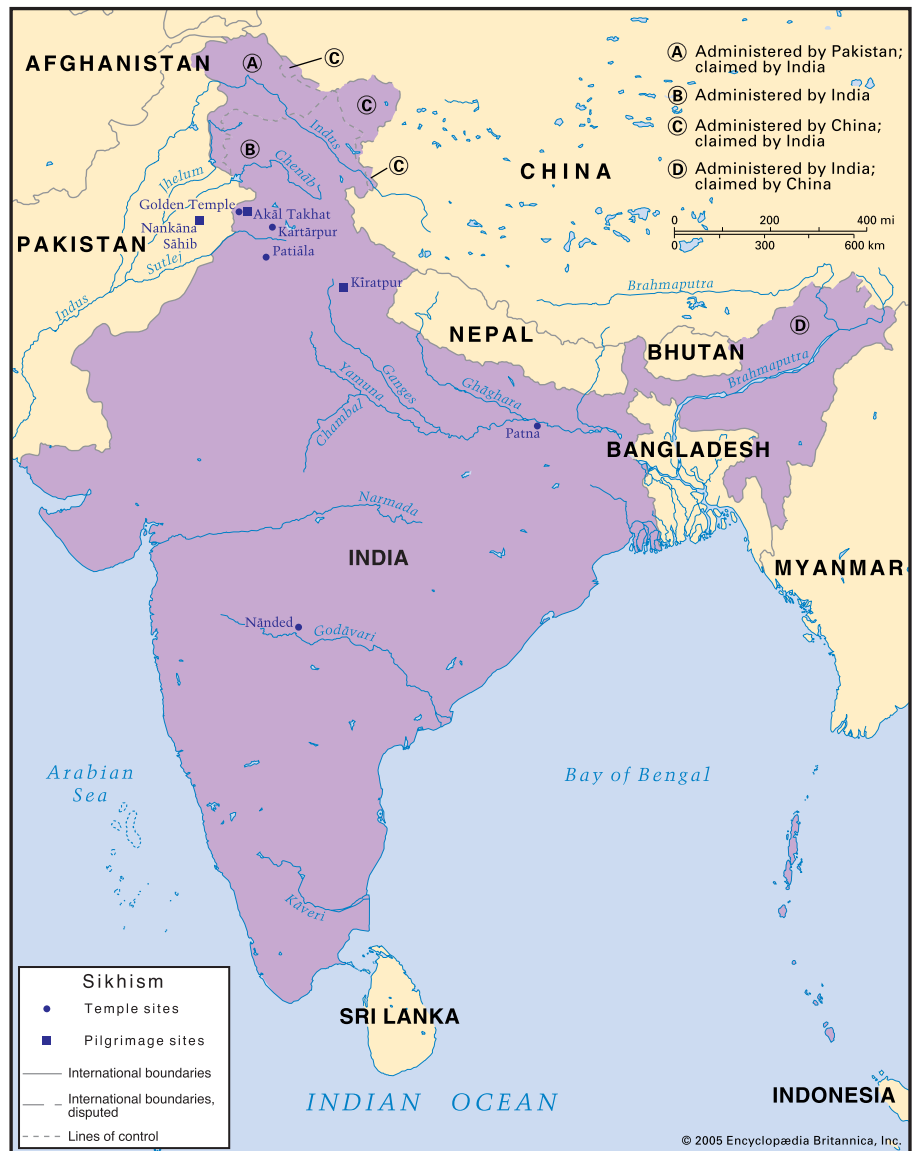 AFGHANISTAN
A
C
C
Indus
B
Chenāb
C
Jhelum
Golden Temple
Akāl Takhat
Nankāna
Sāhib
Kartārpur
PAKISTAN
Patiāla
Sutlej
Indus
Kīratpur
CHINA
A Administered by Pakistan;
claimed by India
B Administered by India
C Administered by China;
claimed by India
D Administered by India;
claimed by China
0 200 400 mi
0 300 600 km
Brahmaputra
NEPAL
BHUTAN
D
Brahmaputra
Yamuna
Ganges
Ghāghara
Chambal
Patna
BANGLADESH
Narmada
INDIA
MYANMAR
Nānded
Godāvari
Arabian
Sea
Bay of Bengal
Kāveri
SRI LANKA
INDIAN OCEAN
INDONESIA
Sikhism
Temple sites
Pilgrimage sites
International boundaries
International boundaries,
disputed
Lines of control
© 2005 Encyclopædia Britannica, Inc.